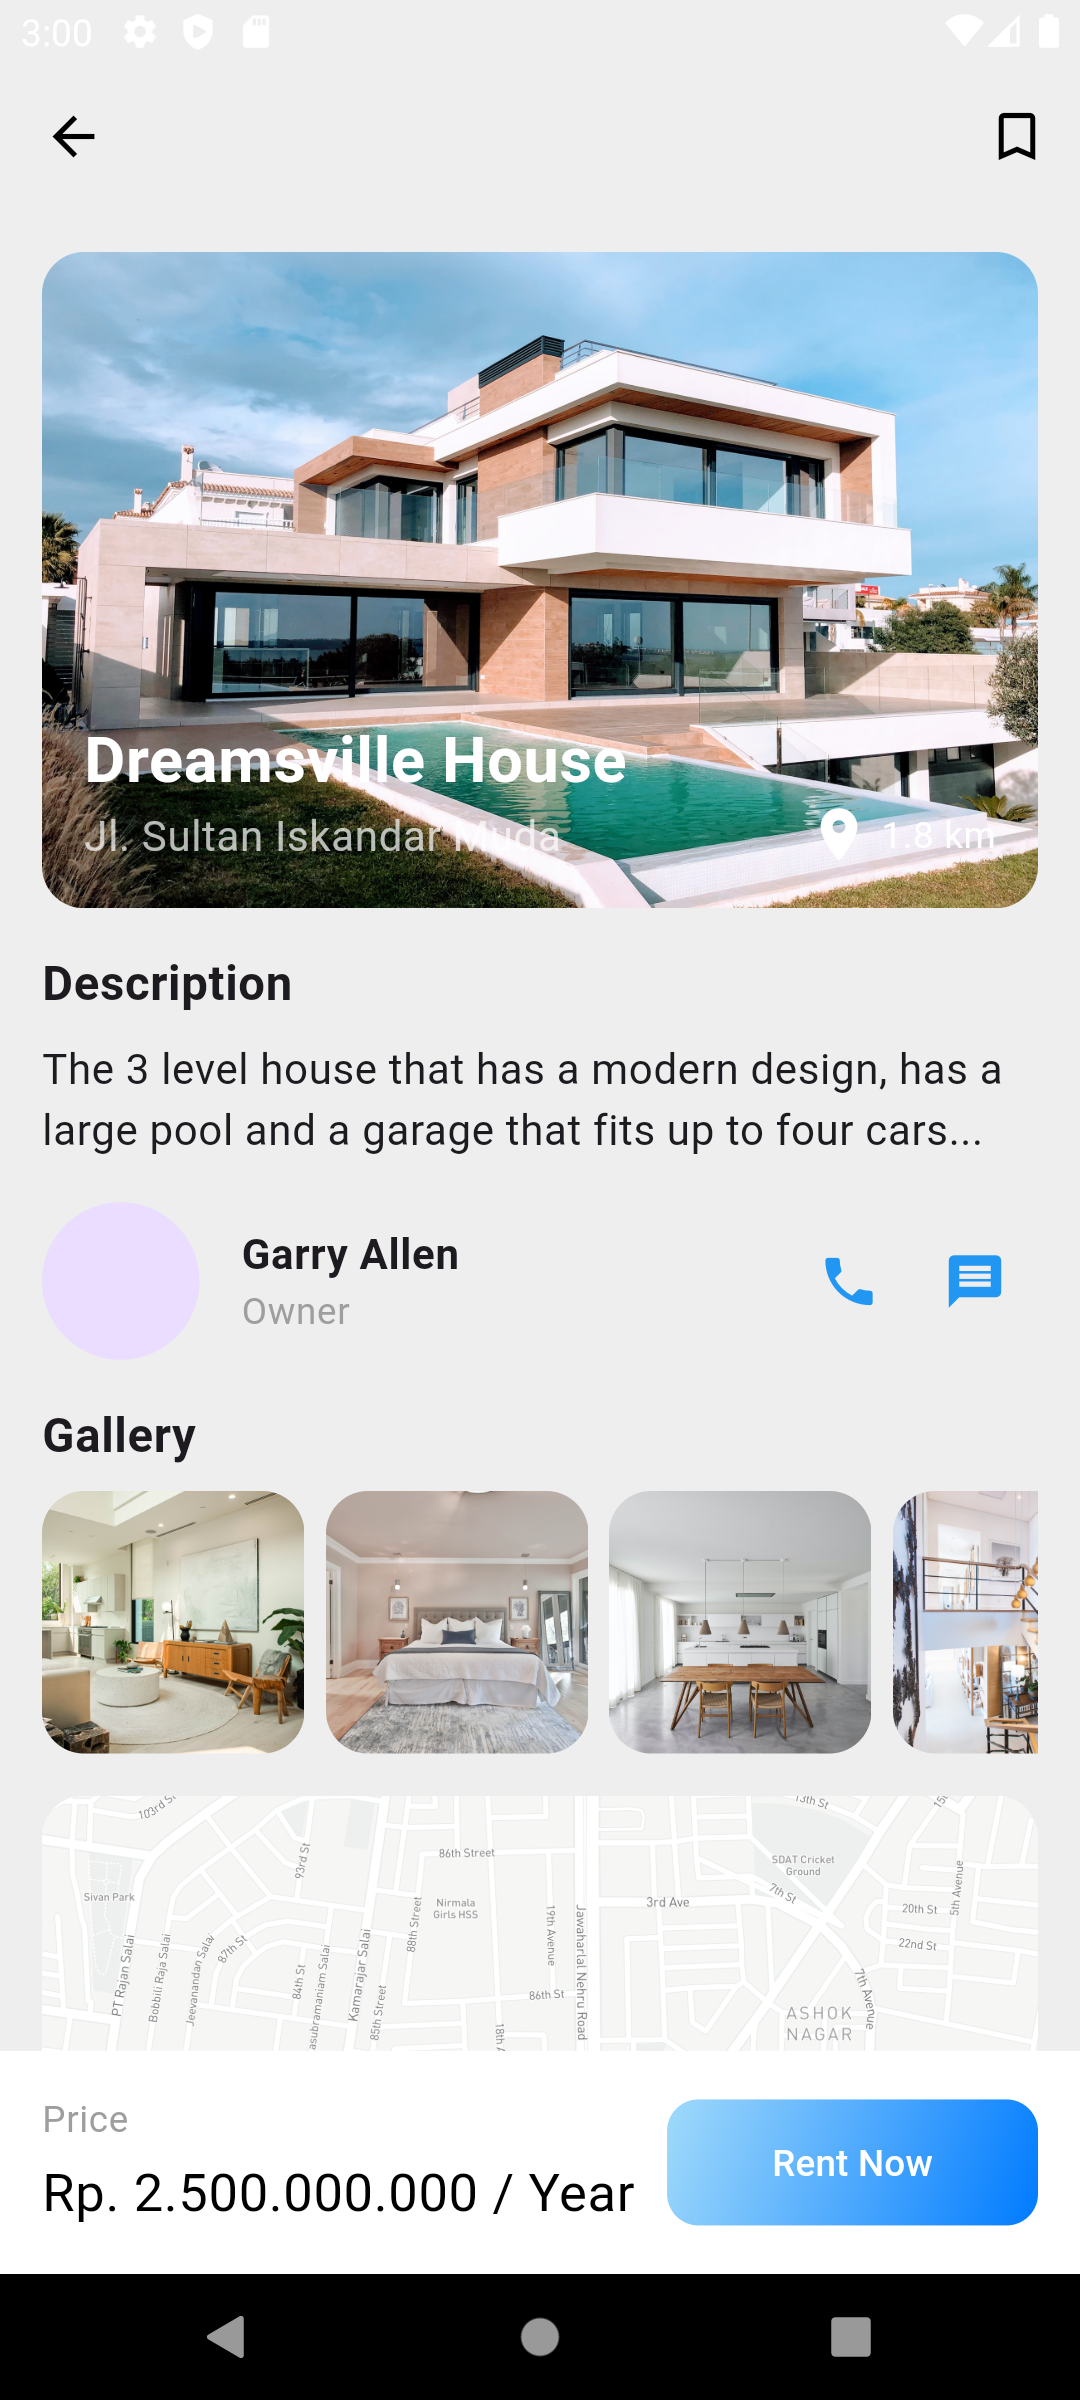 3:00
Dreamsville House
Jl. Sultan Iskandar Muda
1.8 km
Description
The 3 level house that has a modern design, has a
large pool and a garage that fits up to four cars...
Garry Allen
Owner
Gallery
103rd St
13th St
93rd St
86th Street
SDAT Cricket
Ground
Sivan Park
Nirmala
Girls HSS
3rd Ave
7th St
5th Avenue
20th St
88th Street
19th Avenue
Jawaharlal Nehru Road
22nd St
87th St
PT Rajan Salai
Bobbili Raja Salai
Jeevanandan Salai
84th St
Kamarajar Salai
85th Street
86th St
7th Avenue
ASHOK
NAGAR
Price
Rp. 2.500.000.000 / Year
Rent Now